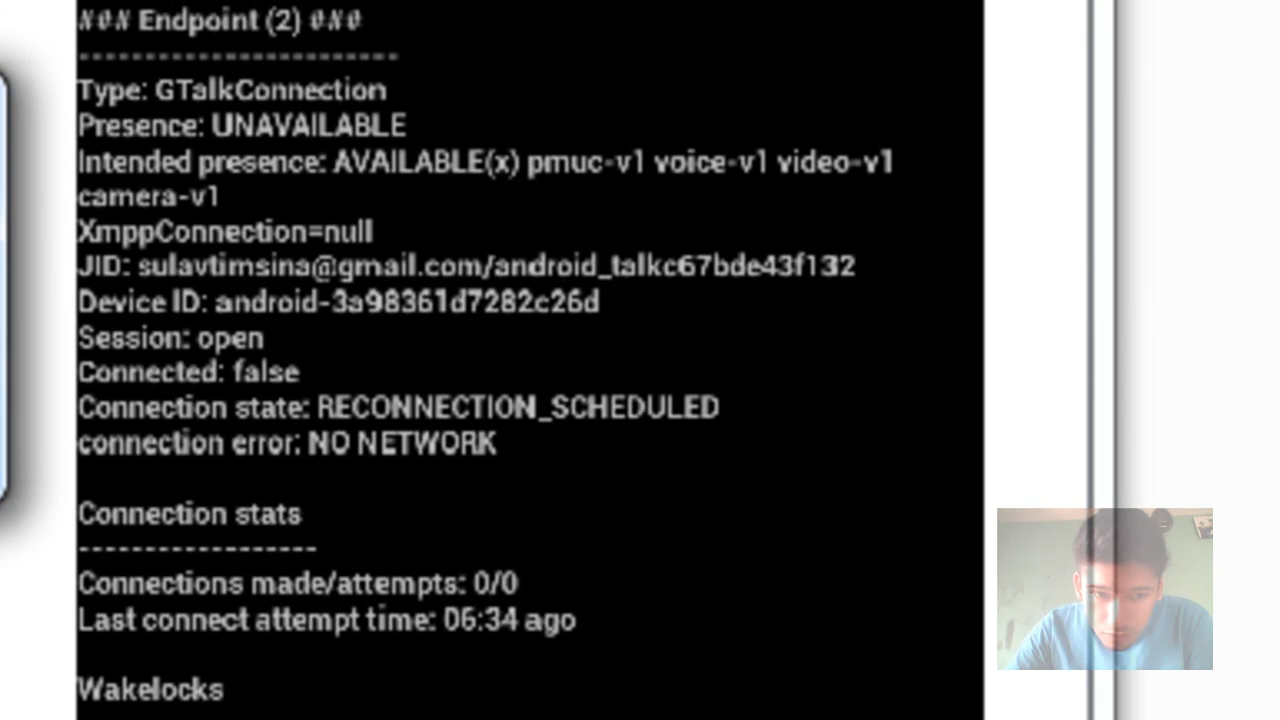 ### Endpoint (2) ###
------------------------
Type: GTalkConnection
Presence: UNAVAILABLE
Intended presence: AVAILABLE(x) pmuc-v1 voice-v1 video-v1
camera-v1
XmppConnection=null
JID: sulavtimsina@gmail.com/android_talkc67bde43f132
Device ID: android-3a98361d7282c26d
Session: open
Connected: false
Connection state: RECONNECTION_SCHEDULED
connection error: NO NETWORK
Connection stats
------------------
Connections made/attempts: 0/0
Last connect attempt time: 06:34 ago
Wakelocks